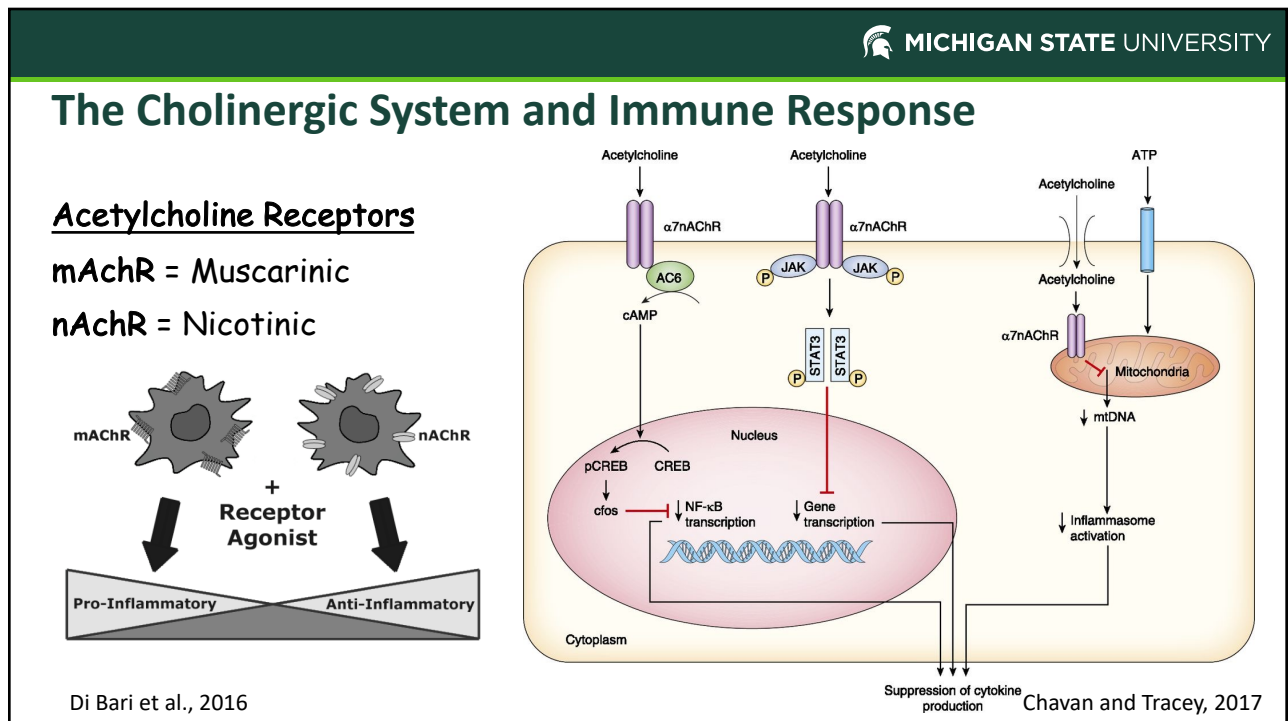 MICHIGAN STATE UNIVERSITY
The Cholinergic System and Immune Response
Acetylcholine Receptors
mAchR = Muscarinic
nAchR = Nicotinic
mAChR
nAChR
+
Receptor
Agonist
Pro-Inflammatory
Anti-Inflammatory
Di Bari et al., 2016
Acetylcholine
α7nAChR
AC6
cAMP
pCREB
CREB
cfos
↓ NF-κB
transcription
Acetylcholine
α7nAChR
P
JAK
JAK
P
STAT3
STAT3
P
P
Nucleus
↓ Gene
transcription
ATP
Acetylcholine
Acetylcholine
α7nAChR
Mitochondria
↓ mtDNA
↓ Inflammasome
activation
Cytoplasm
Suppression of cytokine
production
Chavan and Tracey, 2017